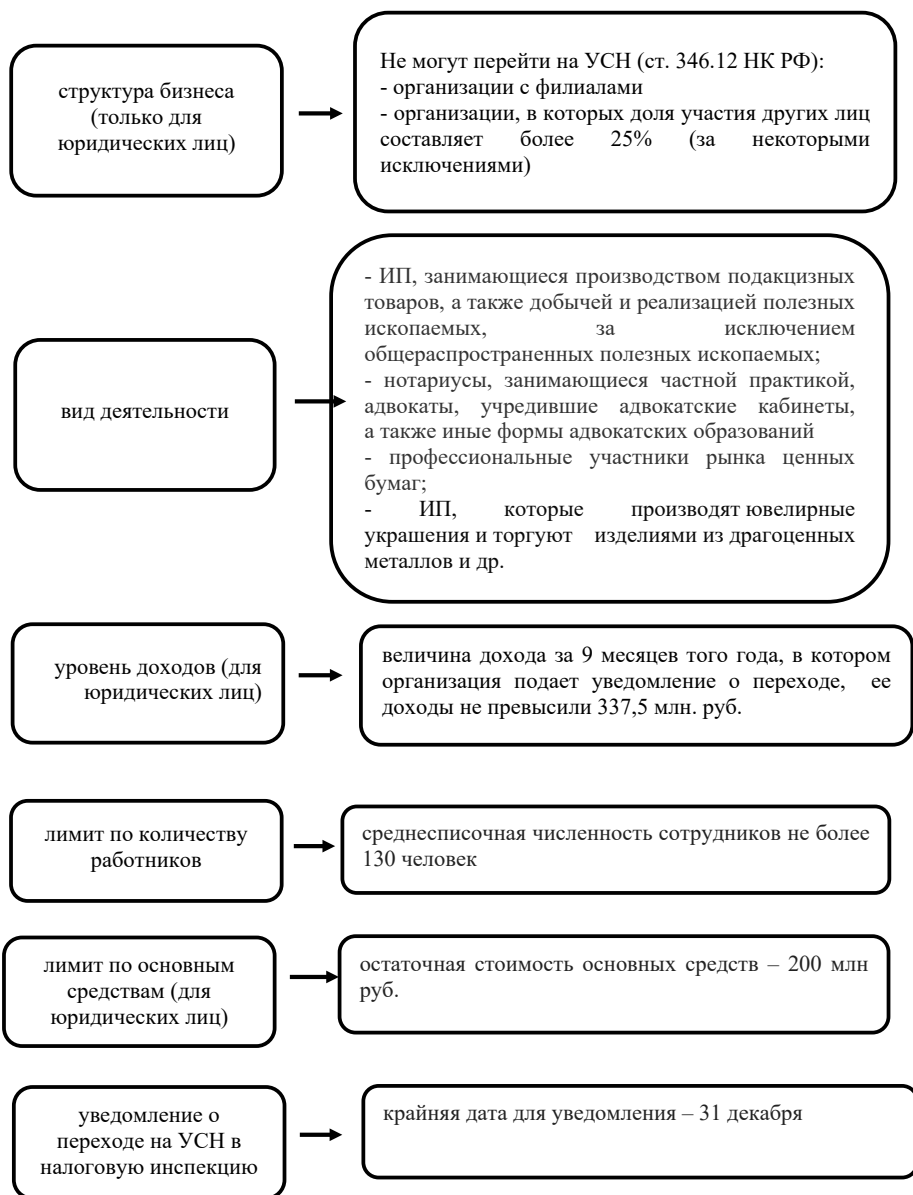 структура бизнеса
(только для
юридических лиц)
Не могут перейти на УСН (ст. 346.12 НК РФ):
- организации с филиалами
- организации, в которых доля участия других лиц
составляет более 25% (за некоторыми
исключениями)
вид деятельности
- ИП, занимающиеся производством подакцизных
товаров, а также добычей и реализацией полезных
ископаемых, за исключением
общераспространенных полезных ископаемых;
- нотариусы, занимающиеся частной практикой,
адвокаты, учредившие адвокатские кабинеты,
а также иные формы адвокатских образований
- профессиональные участники рынка ценных
бумаг;
- ИП, которые производят ювелирные
украшения и торгуют изделиями из драгоценных
металлов и др.
уровень доходов (для
юридических лиц)
величина дохода за 9 месяцев того года, в котором
организация подает уведомление о переходе, ее
доходы не превысили 337,5 млн. руб.
лимит по количеству
работников
среднесписочная численность сотрудников не более
130 человек
лимит по основным
средствам (для
юридических лиц)
остаточная стоимость основных средств – 200 млн
руб.
уведомление о
переходе на УСН в
налоговую инспекцию
крайняя дата для уведомления – 31 декабря